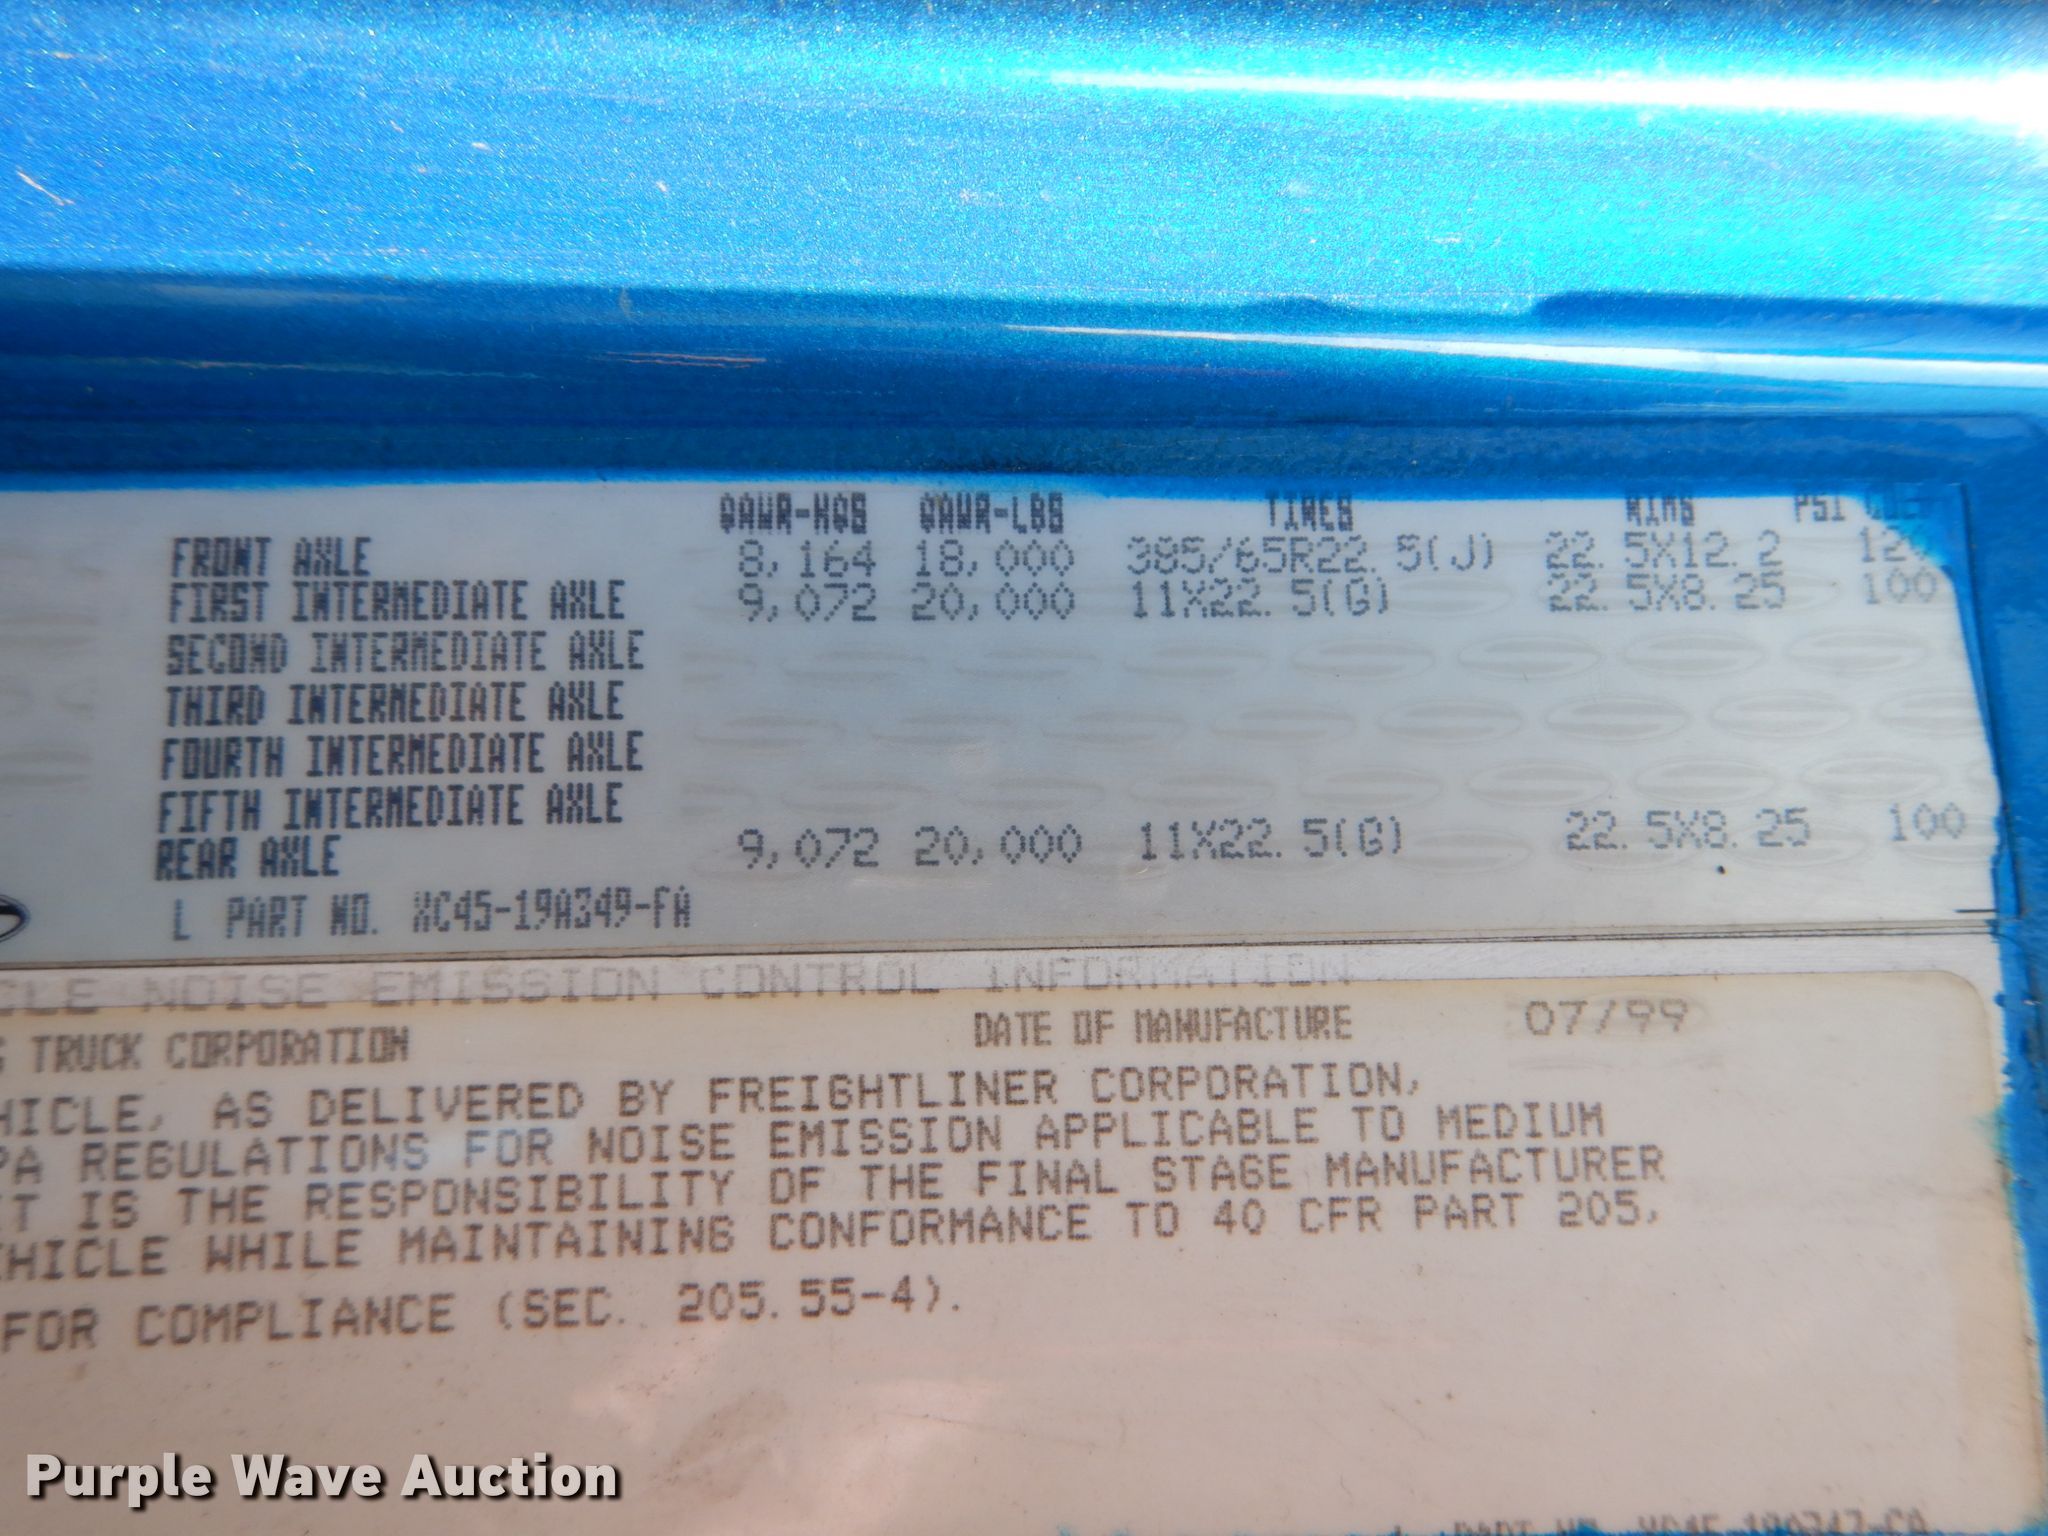 GAWR-KGS GAWR-LBS TIRES RIMS PSI
FRONT AXLE 8,164 18,000 385/65R22.5(J) 22.5X12.2
FIRST INTERMEDIATE AXLE 9,072 20,000 11X22.5(G) 22.5X8.25 100
SECOND INTERMEDIATE AXLE
THIRD INTERMEDIATE AXLE
FOURTH INTERMEDIATE AXLE
FIFTH INTERMEDIATE AXLE
REAR AXLE 9,072 20,000 11X22.5(G) 22.5X8.25 100
L PART NO. XC45-19A349-FA
CLE NOISE EMISSION CONTROL INFORMATION
G TRUCK CORPORATION DATE OF MANUFACTURE 07/99
HICLE, AS DELIVERED BY FREIGHTLINER CORPORATION,
PA REGULATIONS FOR NOISE EMISSION APPLICABLE TO MEDIUM
IT IS THE RESPONSIBILITY OF THE FINAL STAGE MANUFACTURER
EHICLE WHILE MAINTAINING CONFORMANCE TO 40 CFR PART 205,
FOR COMPLIANCE (SEC. 205.55-4).
Purple Wave Auction